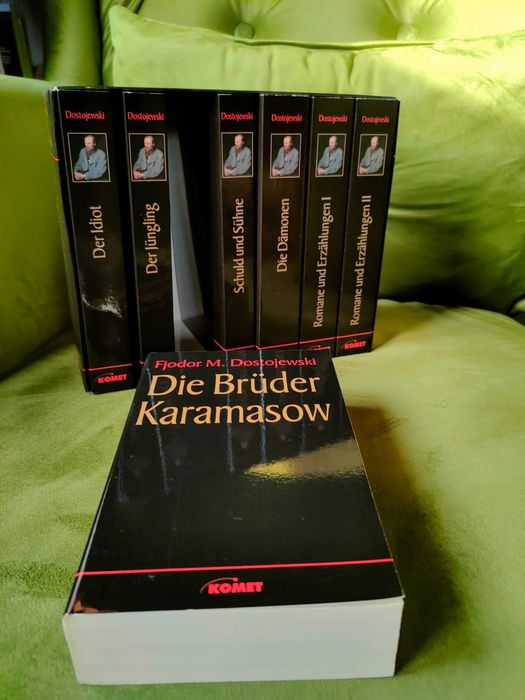 Dostojewski
Der Idiot
KOMET
Dostojewski
Der Jüngling
Dostojewski
Schuld und Sühne
Dostojewski
Die Dämonen
Dostojewski
Romane und Erzählungen I
KOMET
Dostojewski
Romane und Erzählungen II
KOMET
Fjodor M. Dostojewski
Die Brüder
Karamasow
KOMET